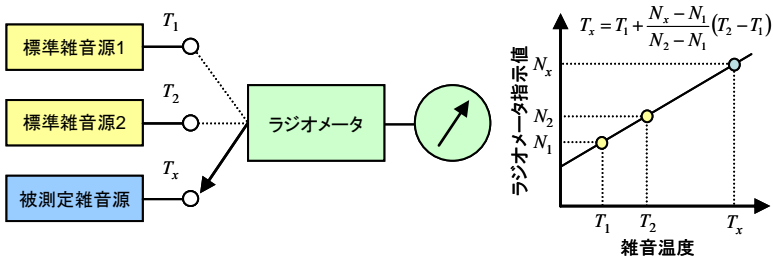 標準雑音源1
T₁
標準雑音源2
T₂
被測定雑音源
Tₓ
ラジオメータ
Tₓ = T₁ + (Nₓ − N₁)/(N₂ − N₁) (T₂ − T₁)
ラジオメータ指示値
Nₓ
N₂
N₁
T₁ T₂ Tₓ
雑音温度